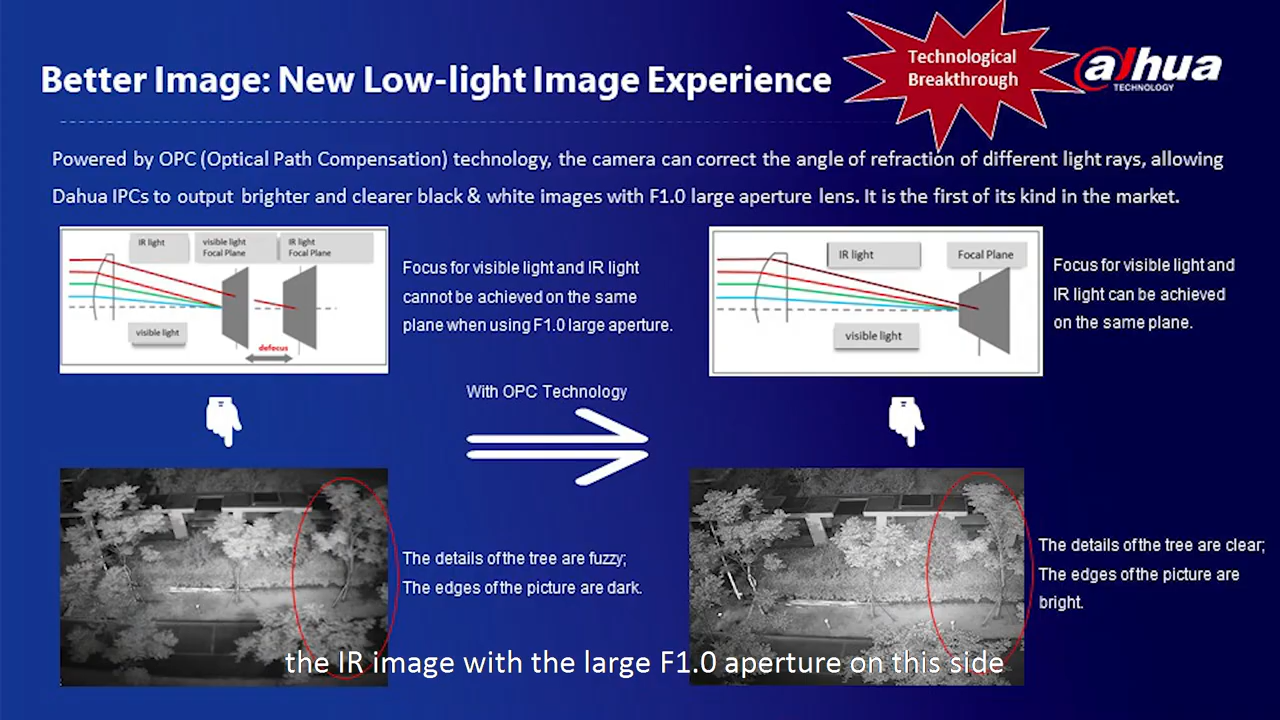 Technological
Breakthrough
alhua
TECHNOLOGY
Better Image: New Low-light Image Experience
Powered by OPC (Optical Path Compensation) technology, the camera can correct the angle of refraction of different light rays, allowing
Dahua IPCs to output brighter and clearer black & white images with F1.0 large aperture lens. It is the first of its kind in the market.
IR light
visible light
Focal Plane
IR light
Focal Plane
visible light
defocus
Focus for visible light and IR light
cannot be achieved on the same
plane when using F1.0 large aperture.
IR light
Focal Plane
visible light
Focus for visible light and
IR light can be achieved
on the same plane.
With OPC Technology
The details of the tree are fuzzy;
The edges of the picture are dark.
The details of the tree are clear;
The edges of the picture are
bright.
the IR image with the large F1.0 aperture on this side